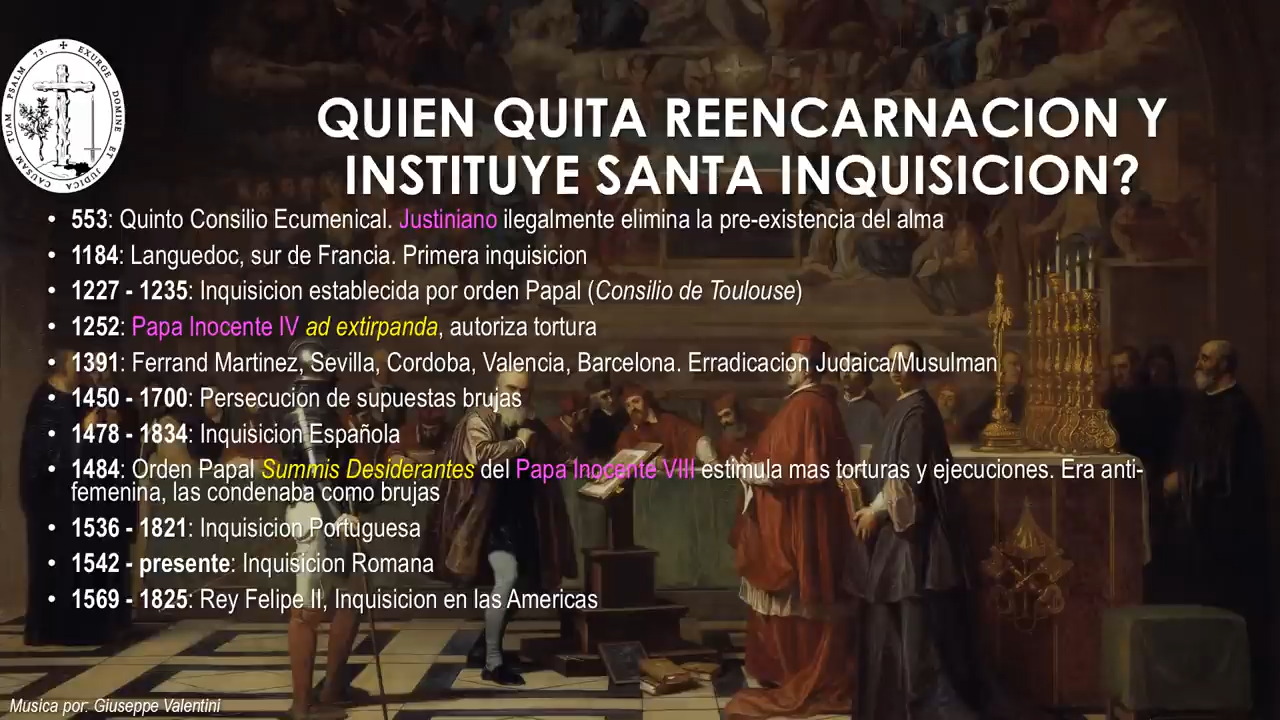 EXURGE DOMINE ET JUDICA CAUSAM TUAM PSALM 73.
QUIEN QUITA REENCARNACION Y
INSTITUYE SANTA INQUISICION?
• 553: Quinto Consilio Ecumenical. Justiniano ilegalmente elimina la pre-existencia del alma
• 1184: Languedoc, sur de Francia. Primera inquisicion
• 1227 - 1235: Inquisicion establecida por orden Papal (Consilio de Toulouse)
• 1252: Papa Inocente IV ad extirpanda, autoriza tortura
• 1391: Ferrand Martinez, Sevilla, Cordoba, Valencia, Barcelona. Erradicacion Judaica/Musulman
• 1450 - 1700: Persecucion de supuestas brujas
• 1478 - 1834: Inquisicion Española
• 1484: Orden Papal Summis Desiderantes del Papa Inocente VIII estimula mas torturas y ejecuciones. Era anti-
femenina, las condenaba como brujas
• 1536 - 1821: Inquisicion Portuguesa
• 1542 - presente: Inquisicion Romana
• 1569 - 1825: Rey Felipe II, Inquisicion en las Americas
Musica por: Giuseppe Valentini